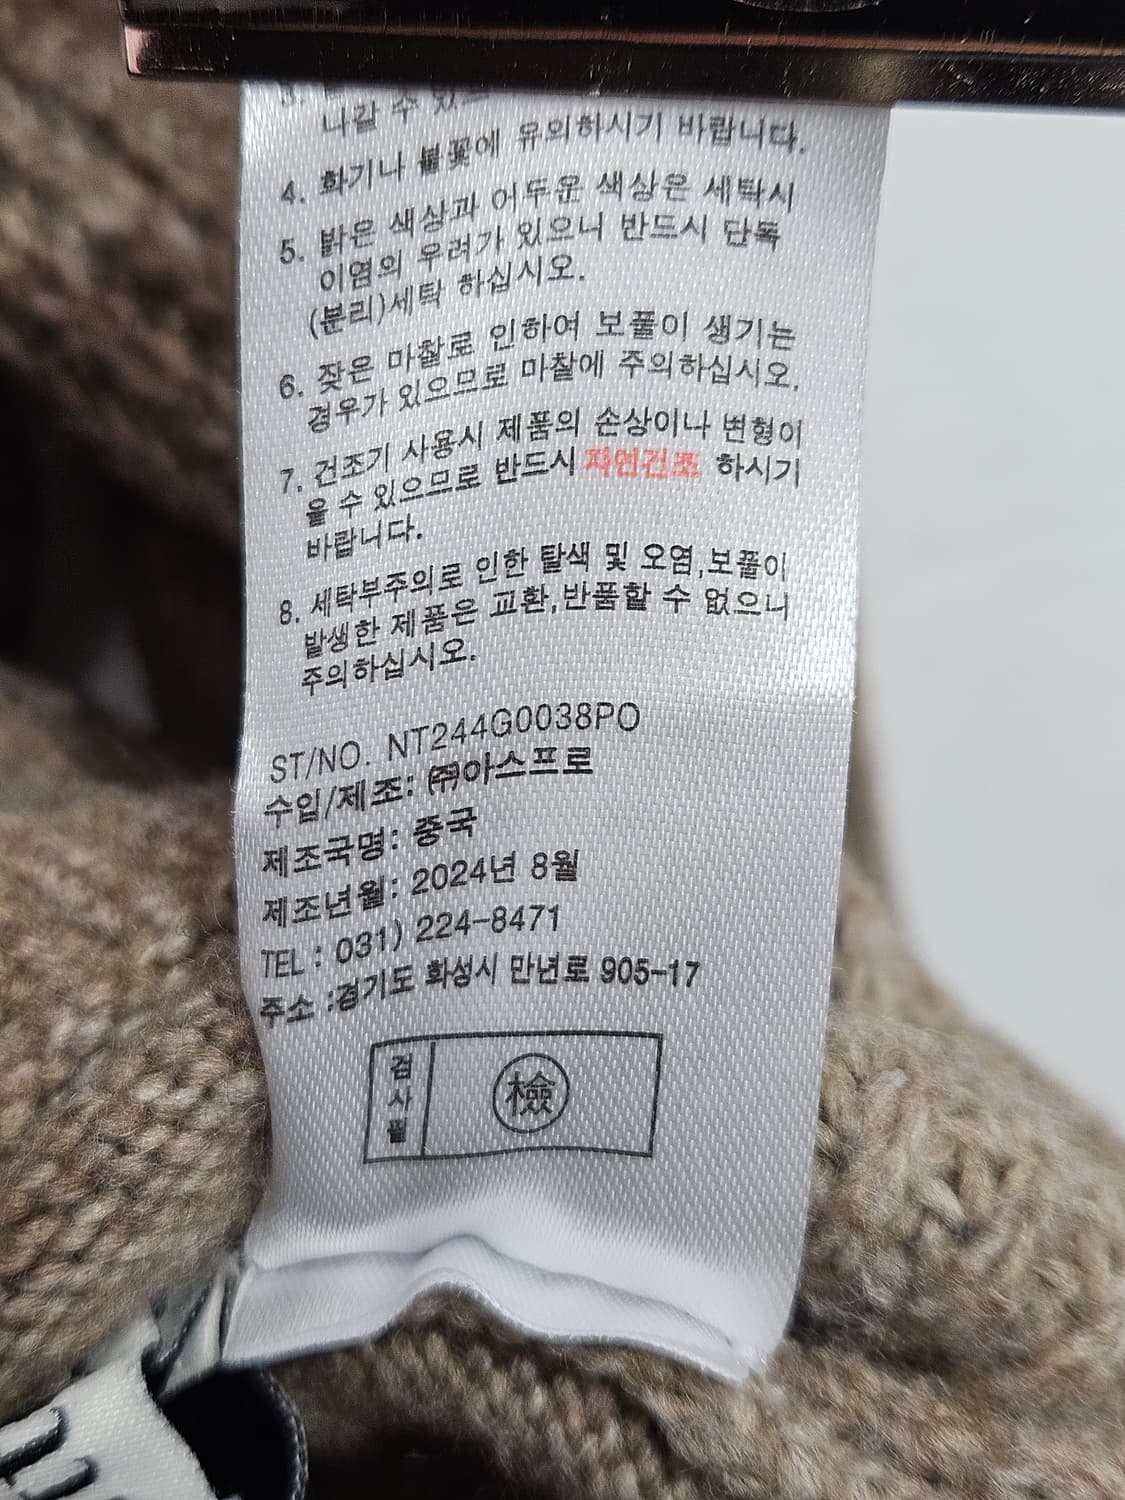 3.
나갈 수 있으
4. 화기나 불꽃에 유의하시기 바랍니다.
5. 밝은 색상과 어두운 색상은 세탁시
이염의 우려가 있으니 반드시 단독
(분리)세탁 하십시오.
6. 잦은 마찰로 인하여 보풀이 생기는
경우가 있으므로 마찰에 주의하십시오.
7. 건조기 사용시 제품의 손상이나 변형이
올 수 있으므로 반드시 자연건조 하시기
바랍니다.
8. 세탁부주의로 인한 탈색 및 오염,보풀이
발생한 제품은 교환,반품할 수 없으니
주의하십시오.
ST/NO. NT244G0038PO
수입/제조: ㈜아스프로
제조국명: 중국
제조년월: 2024년 8월
TEL : 031) 224-8471
주소 :경기도 화성시 만년로 905-17
검사필
檢